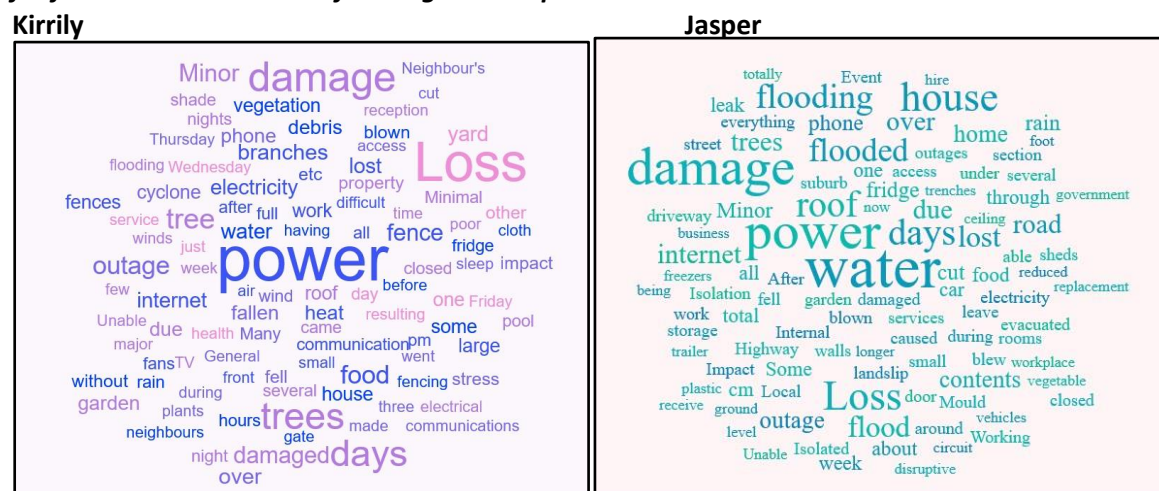 Kirrily
Minor damage Neighbour's
cut
shade vegetation reception
nights
Thursday phone debris blown yard
access
branches lost Loss
flooding Wednesday etc
property
cyclone electricity Minimal
fences difficult
after full work time other
service tree poor cloth
winds water having all fence
just fridge
outage week power closed sleep impact
few air wind before
internet roof day one Friday
Unable fallen heat resulting pool
due health Many came some
major communication pm large
fans TV General went
small
without rain front fell food fencing stress
during several house
garden plants three electrical
hours trees made communications
neighbours gate
night damaged days
over
Jasper
totally Event hire
leak flooding house
everything phone over home rain
street trees foot
flooded outages section
damage one access under several
suburb fridge trenches through government
now
driveway Minor roof due ceiling road
business power days lost
internet water able sheds
freezers all After cut food reduced
being Isolation fell car replacement
garden damaged electricity
work total blown services leave
storage evacuated
Internal caused during rooms
trailer Highway walls longer
small blew workplace
Impact Some landslip
plastic cm Local contents vegetable
Loss door Mould closed
receive ground
outage vehicles
level flood around Working
Unable Isolated about circuit
week disruptive